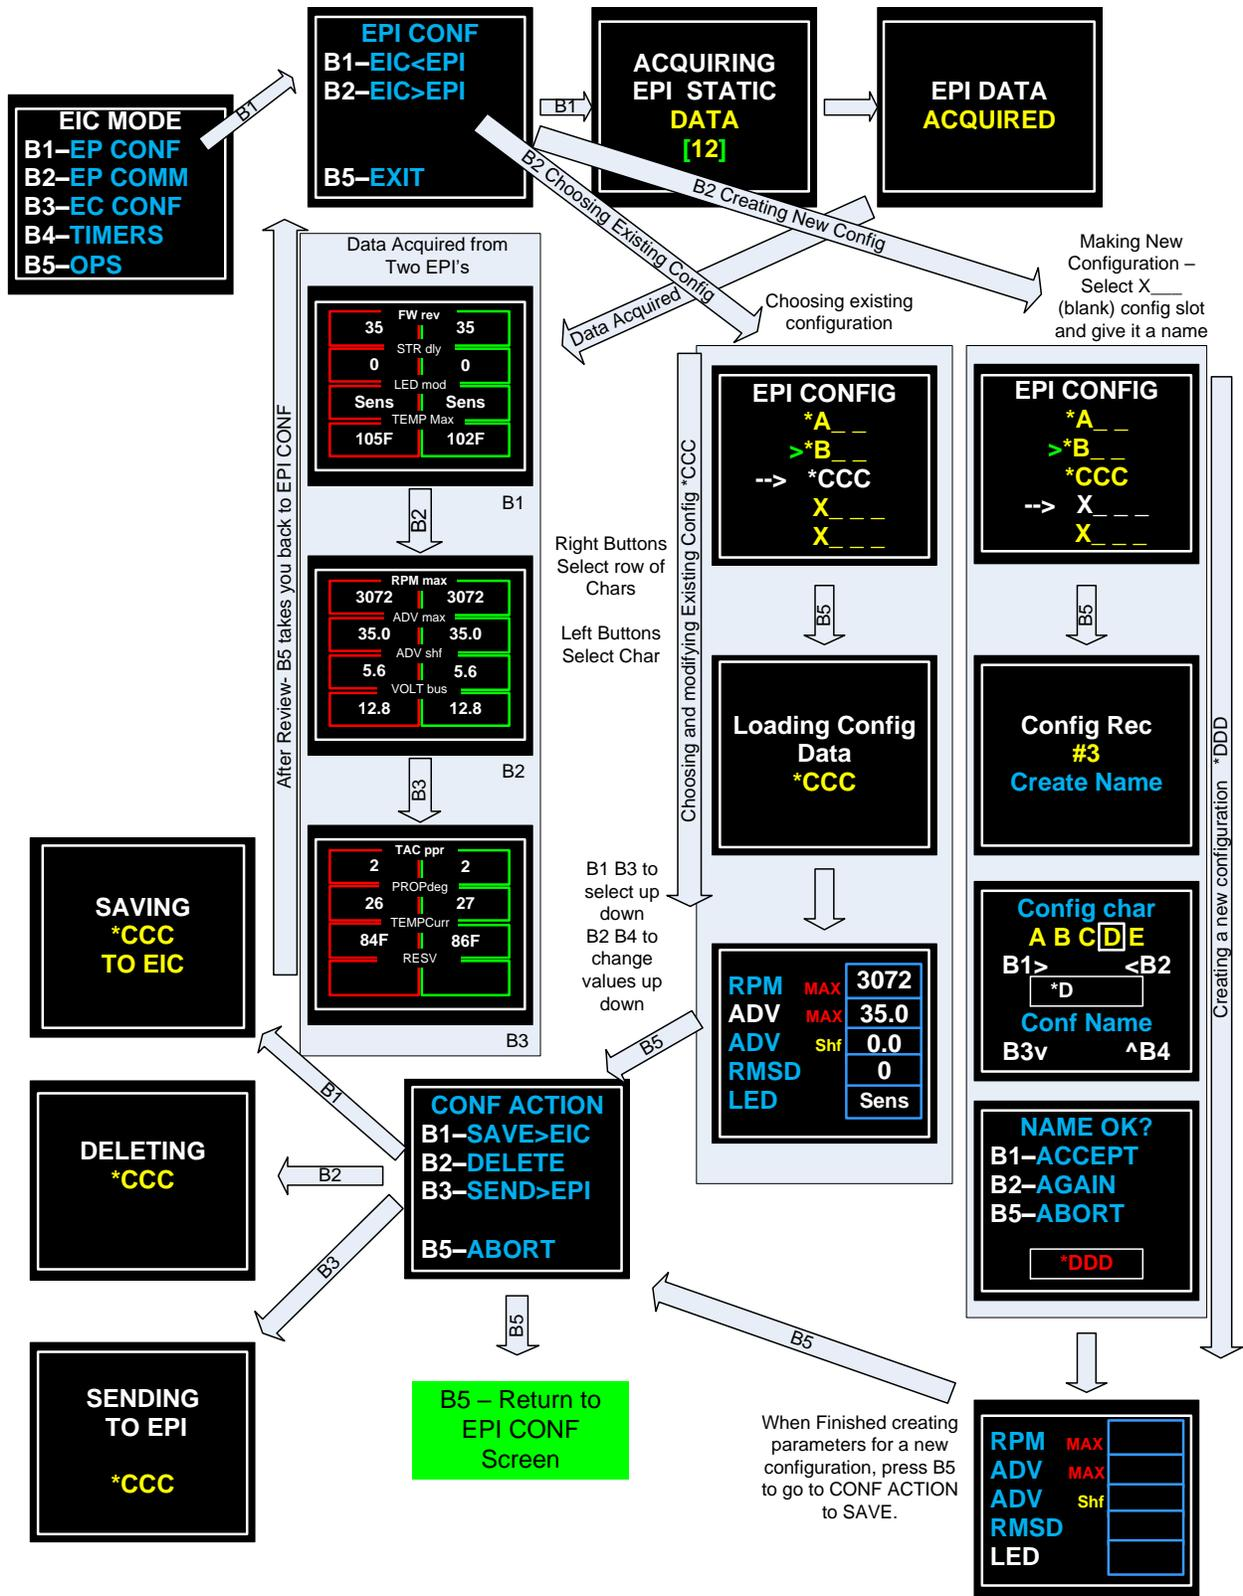 EIC MODE
B1–EP CONF
B2–EP COMM
B3–EC CONF
B4–TIMERS
B5–OPS
B1
EPI CONF
B1–EIC<EPI
B2–EIC>EPI
B5–EXIT
B1
ACQUIRING
EPI STATIC
DATA
[12]
EPI DATA
ACQUIRED
B2 Choosing Existing Config
B2 Creating New Config
Data Acquired
After Review- B5 takes you back to EPI CONF
Data Acquired from
Two EPI's
FW rev
35 35
STR dly
0 0
LED mod
Sens Sens
TEMP Max
105F 102F
B1
B2
RPM max
3072 3072
ADV max
35.0 35.0
ADV shf
5.6 5.6
VOLT bus
12.8 12.8
B2
B3
TAC ppr
2 2
PROPdeg
26 27
TEMPCurr
84F 86F
RESV
B3
Right Buttons
Select row of
Chars
Left Buttons
Select Char
B1 B3 to
select up
down
B2 B4 to
change
values up
down
Choosing existing
configuration
Choosing and modifying Existing Config *CCC
EPI CONFIG
*A_ _
>*B_ _
--> *CCC
X_ _ _
X_ _ _
B5
Loading Config
Data
*CCC
RPM MAX 3072
ADV MAX 35.0
ADV Shf 0.0
RMSD 0
LED Sens
B5
Making New
Configuration –
Select X___
(blank) config slot
and give it a name
Creating a new configuration *DDD
EPI CONFIG
*A_ _
>*B_ _
*CCC
--> X_ _ _
X_ _ _
B5
Config Rec
#3
Create Name
Config char
A B C D E
B1> <B2
*D
Conf Name
B3v ^B4
NAME OK?
B1–ACCEPT
B2–AGAIN
B5–ABORT
*DDD
RPM MAX
ADV MAX
ADV Shf
RMSD
LED
When Finished creating
parameters for a new
configuration, press B5
to go to CONF ACTION
to SAVE.
B5
CONF ACTION
B1–SAVE>EIC
B2–DELETE
B3–SEND>EPI
B5–ABORT
B1
SAVING
*CCC
TO EIC
B2
DELETING
*CCC
B3
SENDING
TO EPI
*CCC
B5
B5 – Return to
EPI CONF
Screen